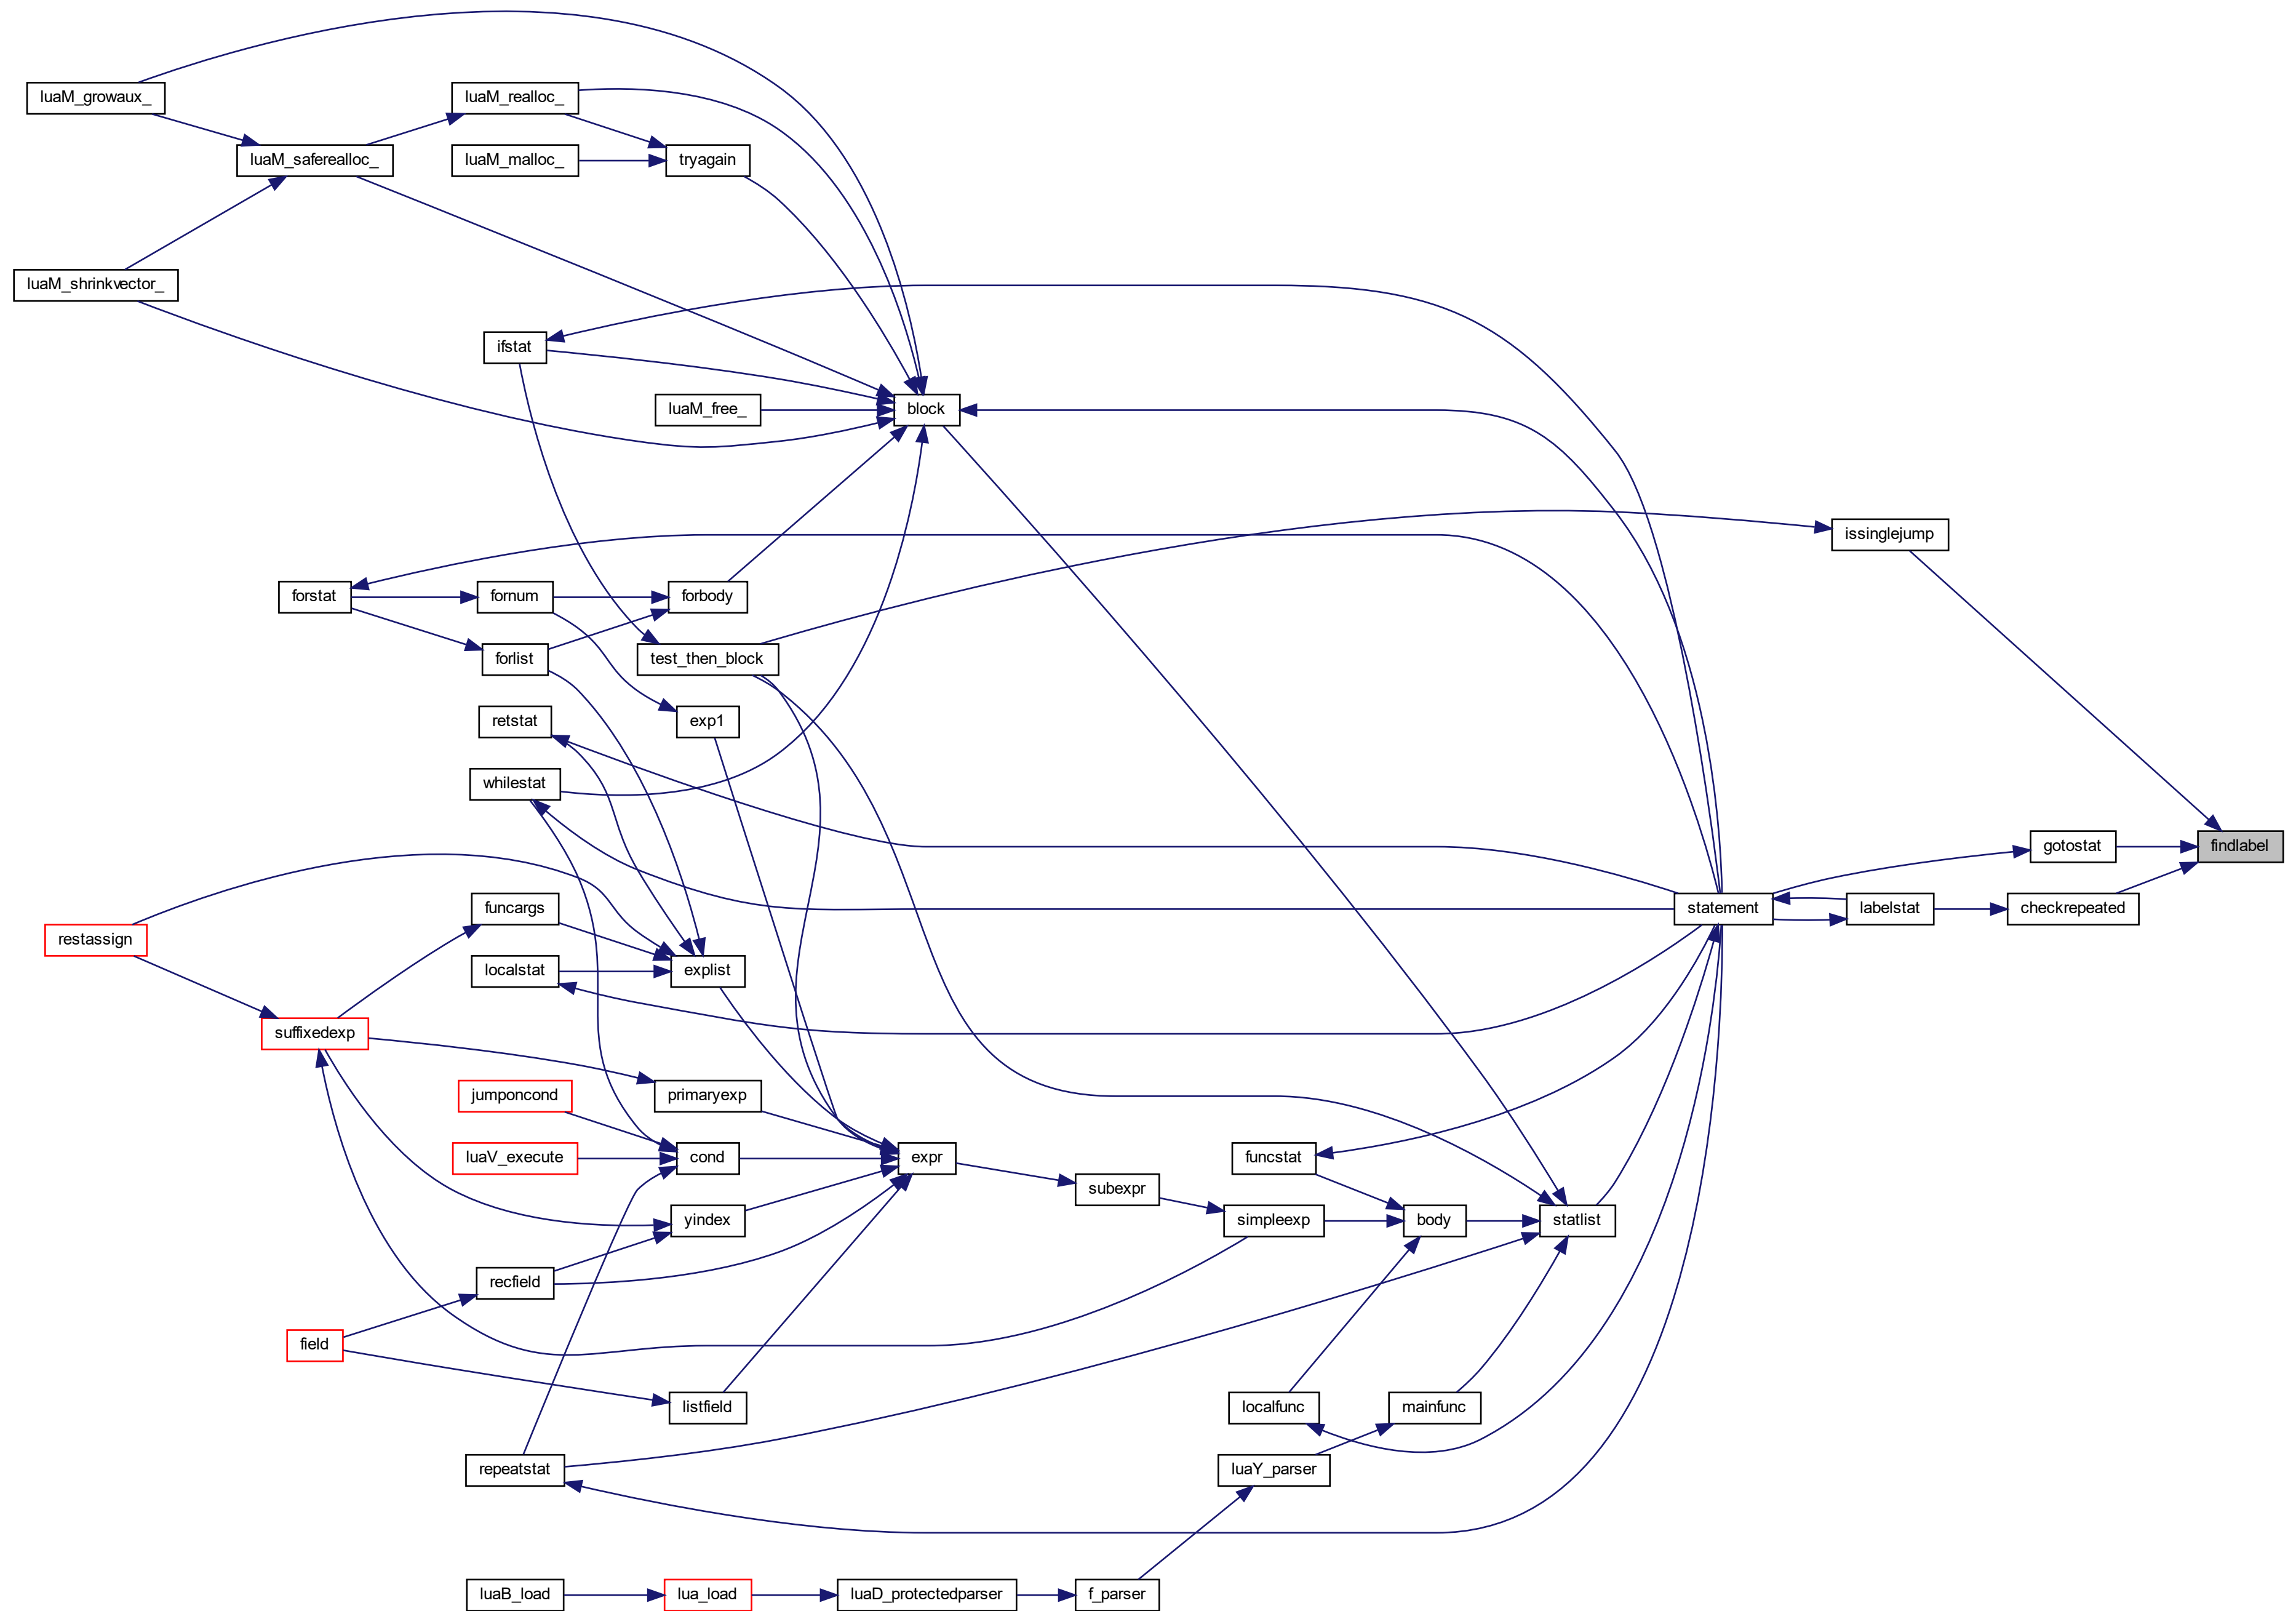 luaM_growaux_
luaM_realloc_
luaM_saferealloc_
luaM_malloc_
tryagain
luaM_shrinkvector_
ifstat
luaM_free_
block
issinglejump
forstat
fornum
forbody
forlist
test_then_block
retstat
exp1
whilestat
gotostat
findlabel
funcargs
statement
labelstat
checkrepeated
restassign
localstat
explist
suffixedexp
jumponcond
primaryexp
luaV_execute
cond
expr
funcstat
subexpr
yindex
simpleexp
body
statlist
recfield
field
listfield
localfunc
mainfunc
repeatstat
luaY_parser
luaB_load
lua_load
luaD_protectedparser
f_parser